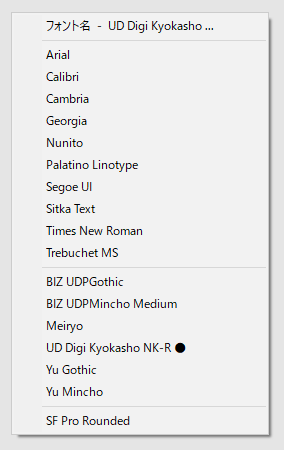 フォント名 - UD Digi Kyokasho ...
Arial
Calibri
Cambria
Georgia
Nunito
Palatino Linotype
Segoe UI
Sitka Text
Times New Roman
Trebuchet MS
BIZ UDPGothic
BIZ UDPMincho Medium
Meiryo
UD Digi Kyokasho NK-R ●
Yu Gothic
Yu Mincho
SF Pro Rounded